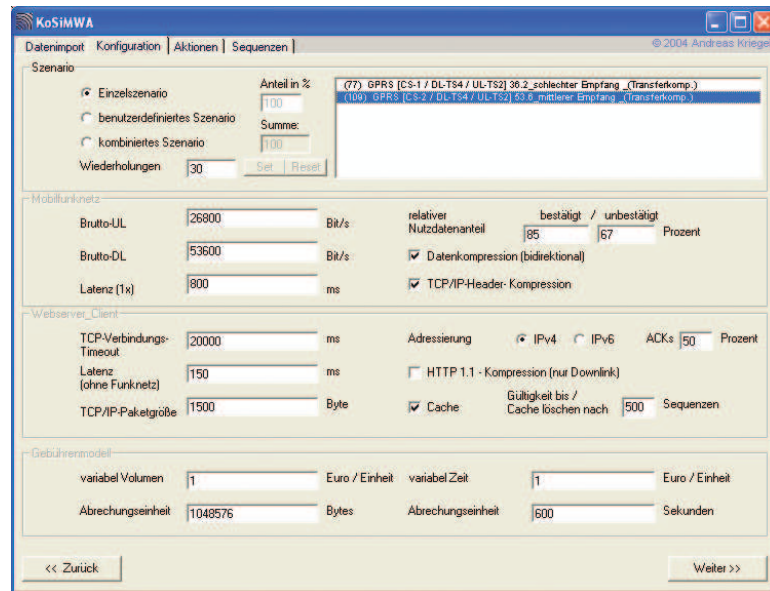 KoSiMWA
Datenimport Konfiguration Aktionen Sequenzen © 2004 Andreas Kriegel
Szenario
Einzelszenario
benutzerdefiniertes Szenario
kombiniertes Szenario
Wiederholungen 30
Anteil in %
100
Summe:
100
Set Reset
(77) GPRS [CS-1 / DL-TS4 / UL-TS2] 36.2_schlechter Empfang _(Transferkomp.)
(109) GPRS [CS-2 / DL-TS4 / UL-TS2] 53.6_mittlerer Empfang _(Transferkomp.)
Mobilfunknetz
Brutto-UL 26800 Bit/s
Brutto-DL 53600 Bit/s
Latenz (1x) 800 ms
relativer Nutzdatenanteil
bestätigt / unbestätigt
85 67 Prozent
Datenkompression (bidirektional)
TCP/IP-Header- Kompression
Webserver_Client
TCP-Verbindungs-
Timeout 20000 ms
Latenz
(ohne Funknetz) 150 ms
TCP/IP-Paketgröße 1500 Byte
Adressierung IPv4 IPv6 ACKs 50 Prozent
HTTP 1.1 - Kompression (nur Downlink)
Cache
Gültigkeit bis /
Cache löschen nach 500 Sequenzen
Gebührenmodell
variabel Volumen 1 Euro / Einheit variabel Zeit 1 Euro / Einheit
Abrechungseinheit 1048576 Bytes Abrechungseinheit 600 Sekunden
<< Zurück Weiter >>